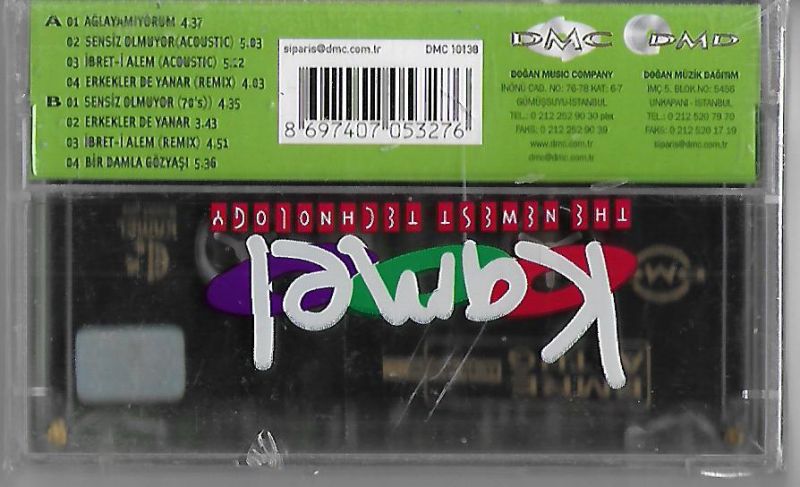 A 01 AĞLAYAMIYORUM 4.37
02 SENSİZ OLMUYOR(ACOUSTIC) 5.03
03 İBRET-İ ALEM (ACOUSTIC) 5.22
04 ERKEKLER DE YANAR (REMIX) 4.03
B 01 SENSİZ OLMUYOR (70's)) 4.35
02 ERKEKLER DE YANAR 3.43
03 İBRET-İ ALEM (REMIX) 4.51
04 BİR DAMLA GÖZYAŞI 5.36
siparis@dmc.com.tr DMC 10138
8 697407 053276
DMC
DOĞAN MUSIC COMPANY
INÖNÜ CAD. NO: 76-78 KAT: 6-7
GÜMÜŞSUYU-İSTANBUL
TEL.: 0 212 252 90 30 pbx
FAKS: 0 212 252 90 39
www.dmc.com.tr
dmc@dmc.com.tr
DMD
DOĞAN MÜZİK DAĞITIM
İMÇ 5. BLOK.NO: 5456
UNKAPANI - İSTANBUL
TEL.: 0 212 520 79 70
FAKS: 0 212 520 17 19
siparis@dmc.com.tr
THE NEWEST TECHNOLOGY
Kamel